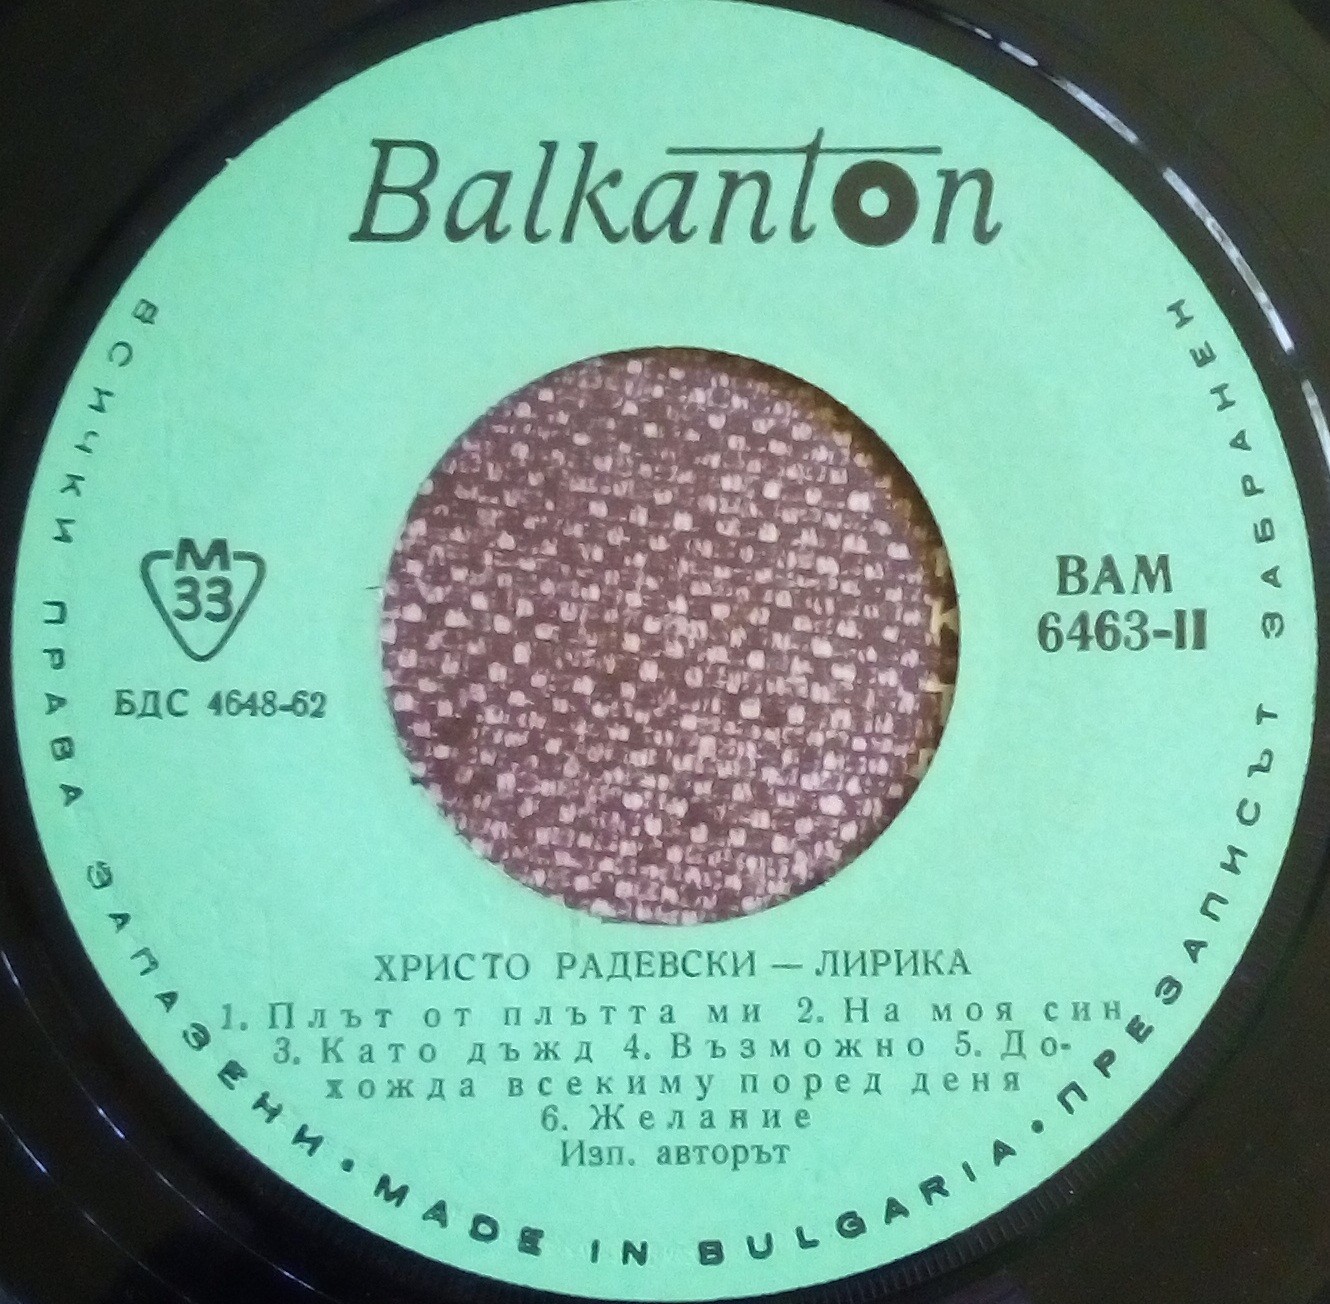 Balkanton
ВСИЧКИ ПРАВА ЗАПАЗЕНИ • MADE IN BULGARIA • ПРЕЗАПИСЪТ ЗАБРАНЕН
М
33
БДС 4648-62
ВАМ
6463-II
ХРИСТО РАДЕВСКИ — ЛИРИКА
1. Плът от плътта ми 2. На моя син
3. Като дъжд 4. Възможно 5. До-
хожда всекиму поред деня
6. Желание
Изп. авторът